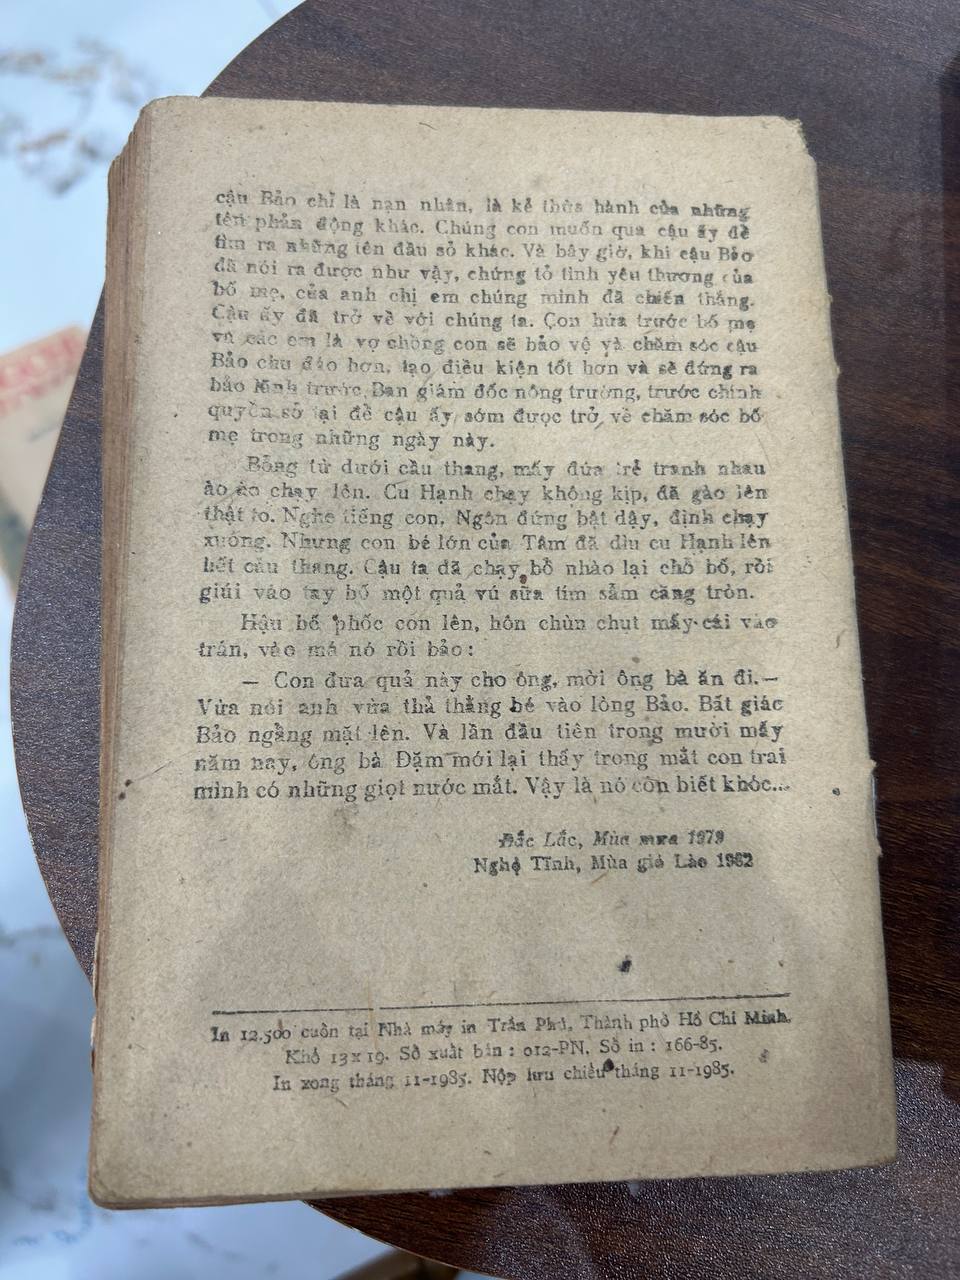 cậu Bảo chỉ là nạn nhân, là kẻ thừa hành của những
tên phản động khác. Chúng con muốn qua cậu ấy để
tìm ra những tên đầu sỏ khác. Và bây giờ, khi cậu Bảo
đã nói ra được như vậy, chứng tỏ tình yêu thương của
bố mẹ, của anh chị em chúng mình đã chiến thắng.
Cậu ấy đã trở về với chúng ta. Con hứa trước bố mẹ
và các em là vợ chồng con sẽ bảo vệ và chăm sóc cậu
Bảo chu đáo hơn, tạo điều kiện tốt hơn và sẽ đứng ra
bảo lãnh trước Ban giám đốc nông trường, trước chính
quyền sở tại để cậu ấy sớm được trở về chăm sóc bố
mẹ trong những ngày này.
Bỗng từ dưới cầu thang, mấy đứa trẻ tranh nhau
ào ào chạy lên. Cu Hạnh chạy không kịp, đã gào lên
thật to. Nghe tiếng con, Ngôn đứng bật dậy, định chạy
xuống. Nhưng con bé lớn của Tâm đã dìu cu Hạnh lên
hết cầu thang. Cậu ta đã chạy bổ nhào lại chỗ bố, rồi
giúi vào tay bố một quả vú sữa tím sẫm căng tròn.
Hậu bế phốc con lên, hôn chùn chụt mấy cái vào
trán, vào má nó rồi bảo :
— Con đưa quả này cho ông, mời ông bà ăn đi. —
Vừa nói anh vừa thả thằng bé vào lòng Bảo. Bất giác
Bảo ngẩng mặt lên. Và lần đầu tiên trong mười mấy
năm nay, ông bà Đặm mới lại thấy trong mắt con trai
mình có những giọt nước mắt. Vậy là nó còn biết khóc...
Đắc Lắc, Mùa mưa 1979
Nghệ Tĩnh, Mùa gió Lào 1982
In 12.500 cuốn tại Nhà máy in Trần Phú, Thành phố Hồ Chí Minh.
Khổ 13x19. Số xuất bản : 012-PN. Số in : 166-85.
In xong tháng 11-1985. Nộp lưu chiểu tháng 11-1985.